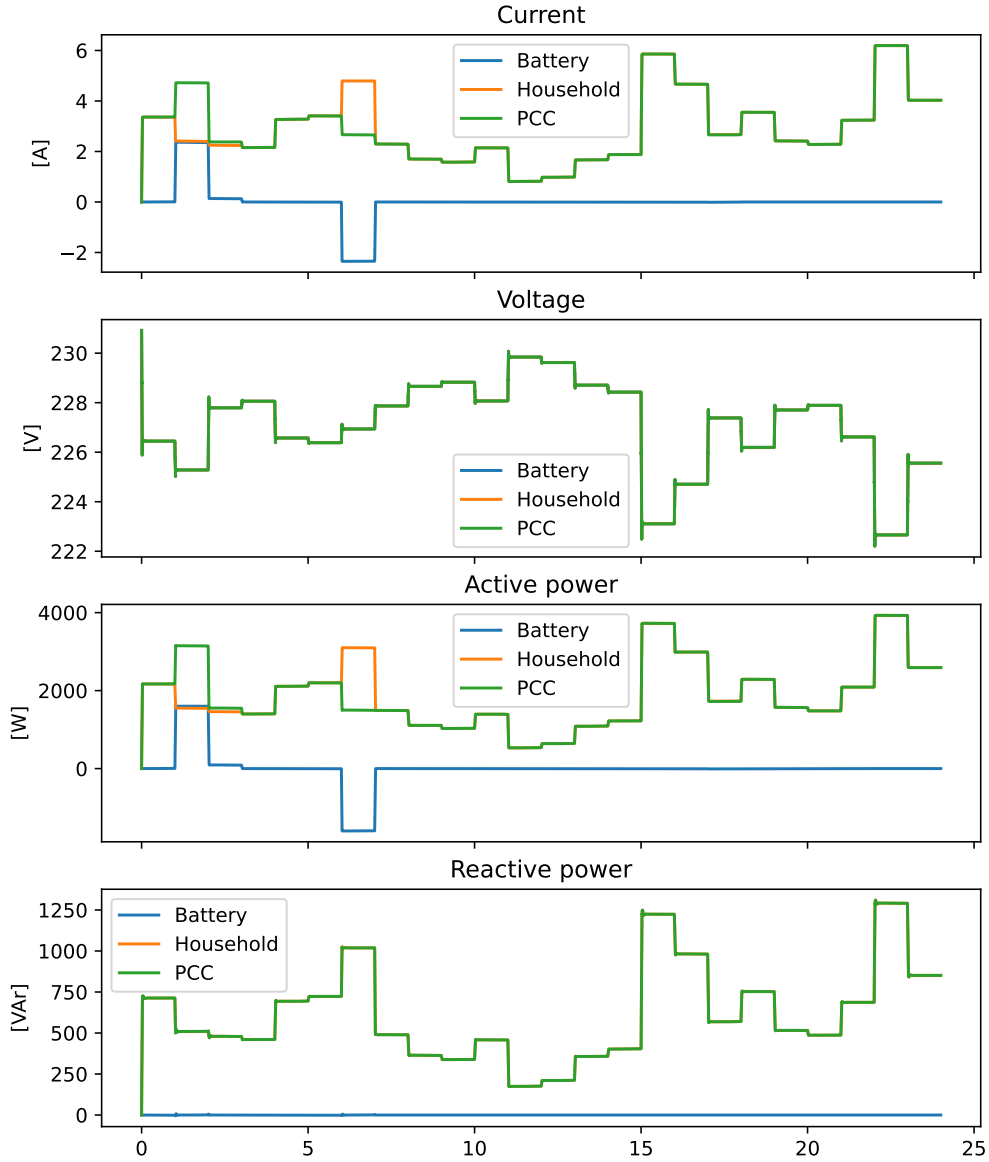 Current
6
4
2
0
−2
[A]
Battery
Household
PCC
Voltage
230
228
226
224
222
[V]
Battery
Household
PCC
Active power
4000
2000
0
[W]
Battery
Household
PCC
Reactive power
1250
1000
750
500
250
0
[VAr]
Battery
Household
PCC
0 5 10 15 20 25